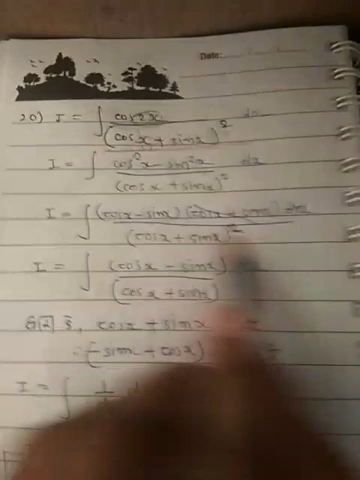 Date:
20) I = ∫ cos2x / (cosx + sinx)² dx
I = ∫ cos²x - sin²x / (cosx + sinx)² dx
I = ∫ (cosx - sinx) (cosx + sinx) dx / (cosx + sinx)²
I = ∫ (cosx - sinx) / (cosx + sinx)
cosx + sinx
∴ (-sinx + cosx)
I = ∫ 1